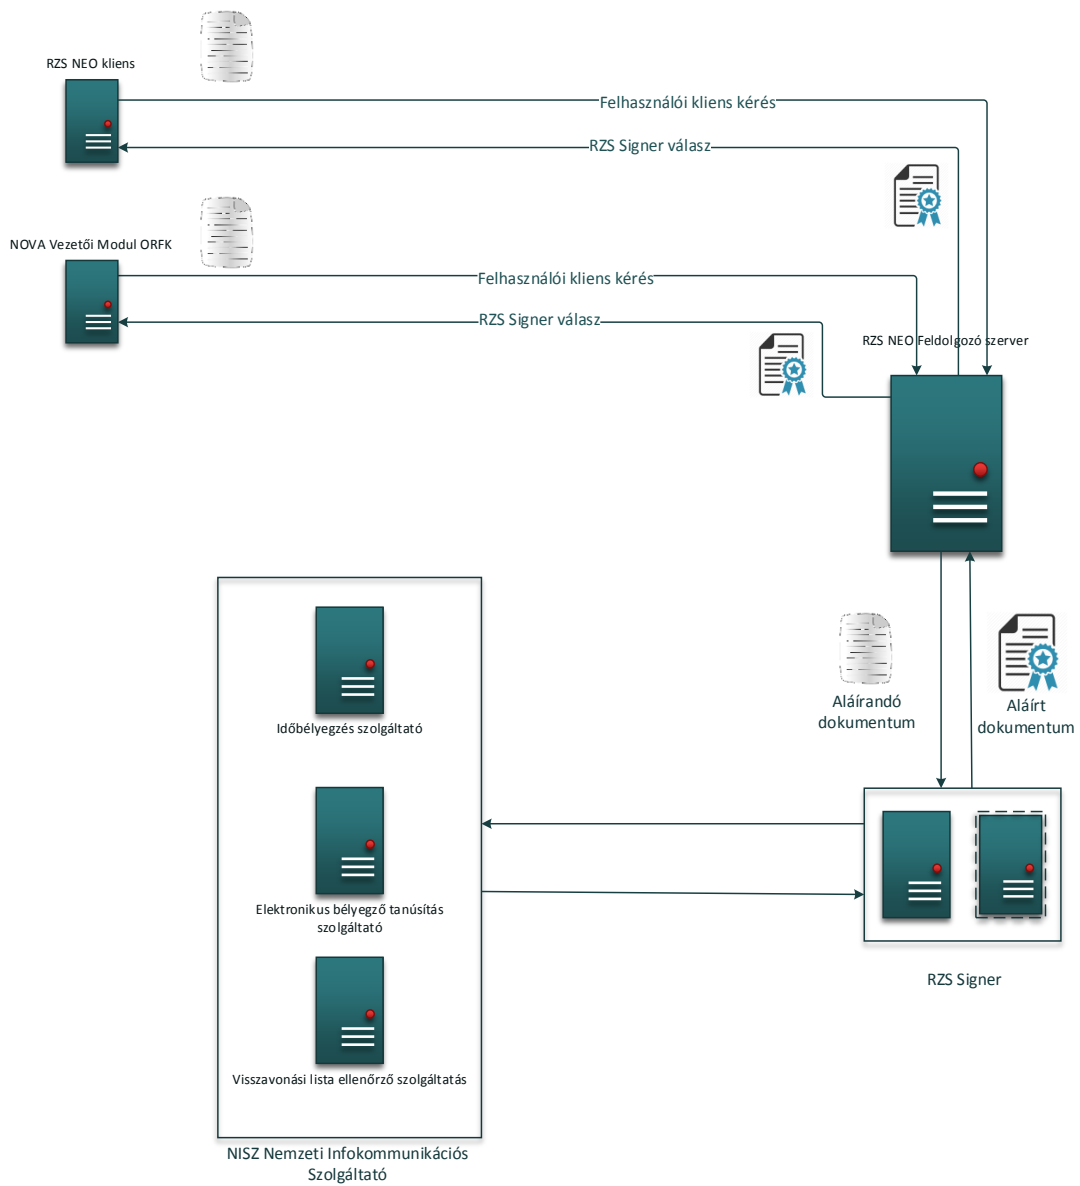 RZS NEO kliens
Felhasználói kliens kérés
RZS Signer válasz
NOVA Vezetői Modul ORFK
Felhasználói kliens kérés
RZS Signer válasz
RZS NEO Feldolgozó szerver
Aláírandó
dokumentum
Aláírt
dokumentum
Időbélyegzés szolgáltató
Elektronikus bélyegző tanúsítás
szolgáltató
RZS Signer
Visszavonási lista ellenőrző szolgáltatás
NISZ Nemzeti Infokommunikációs
Szolgáltató